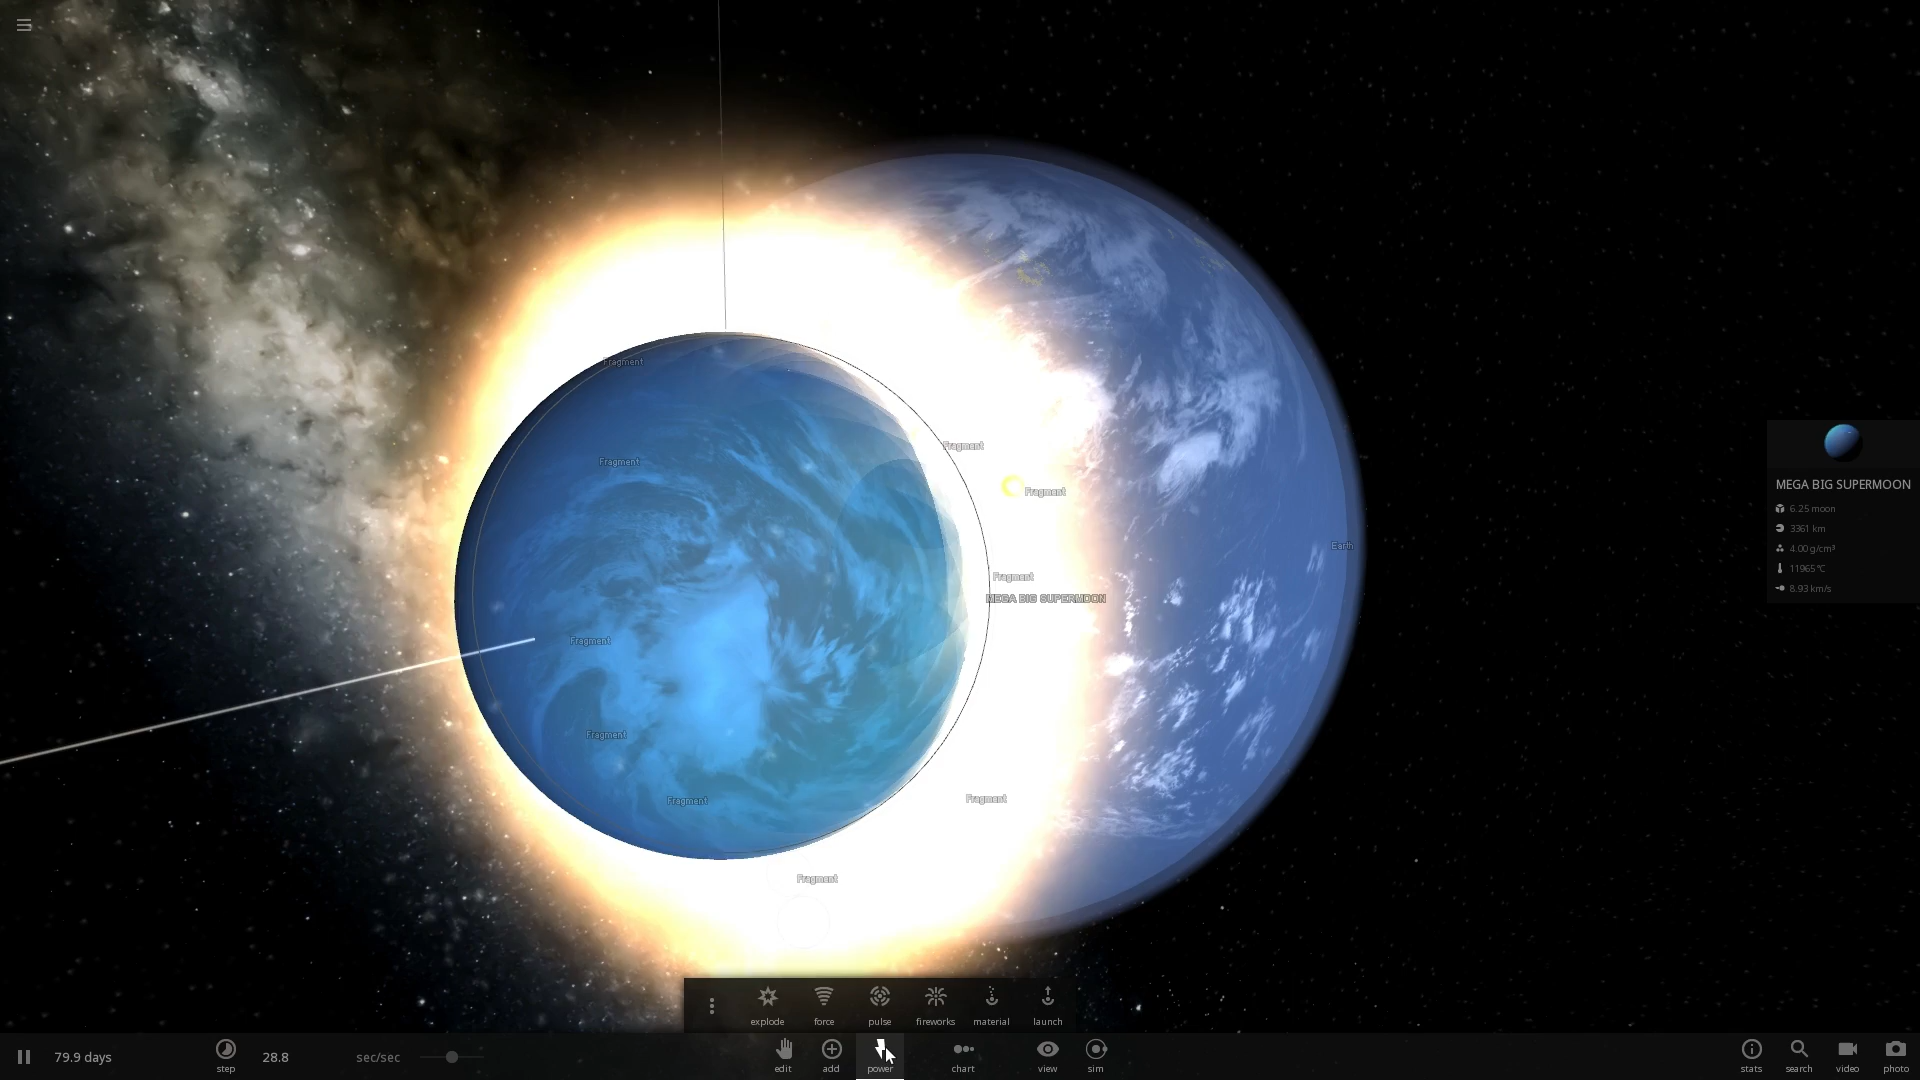 Fragment
Fragment
Fragment
Fragment
Earth
Fragment
MEGA BIG SUPERMOON
Fragment
Fragment
Fragment
Fragment
Fragment
MEGA BIG SUPERMOON
6.25 moon
3361 km
4.00 g/cm³
11965 °C
8.93 km/s
explode
force
pulse
fireworks
material
launch
79.9 days
step
28.8
sec/sec
edit
add
power
chart
view
sim
stats
search
video
photo